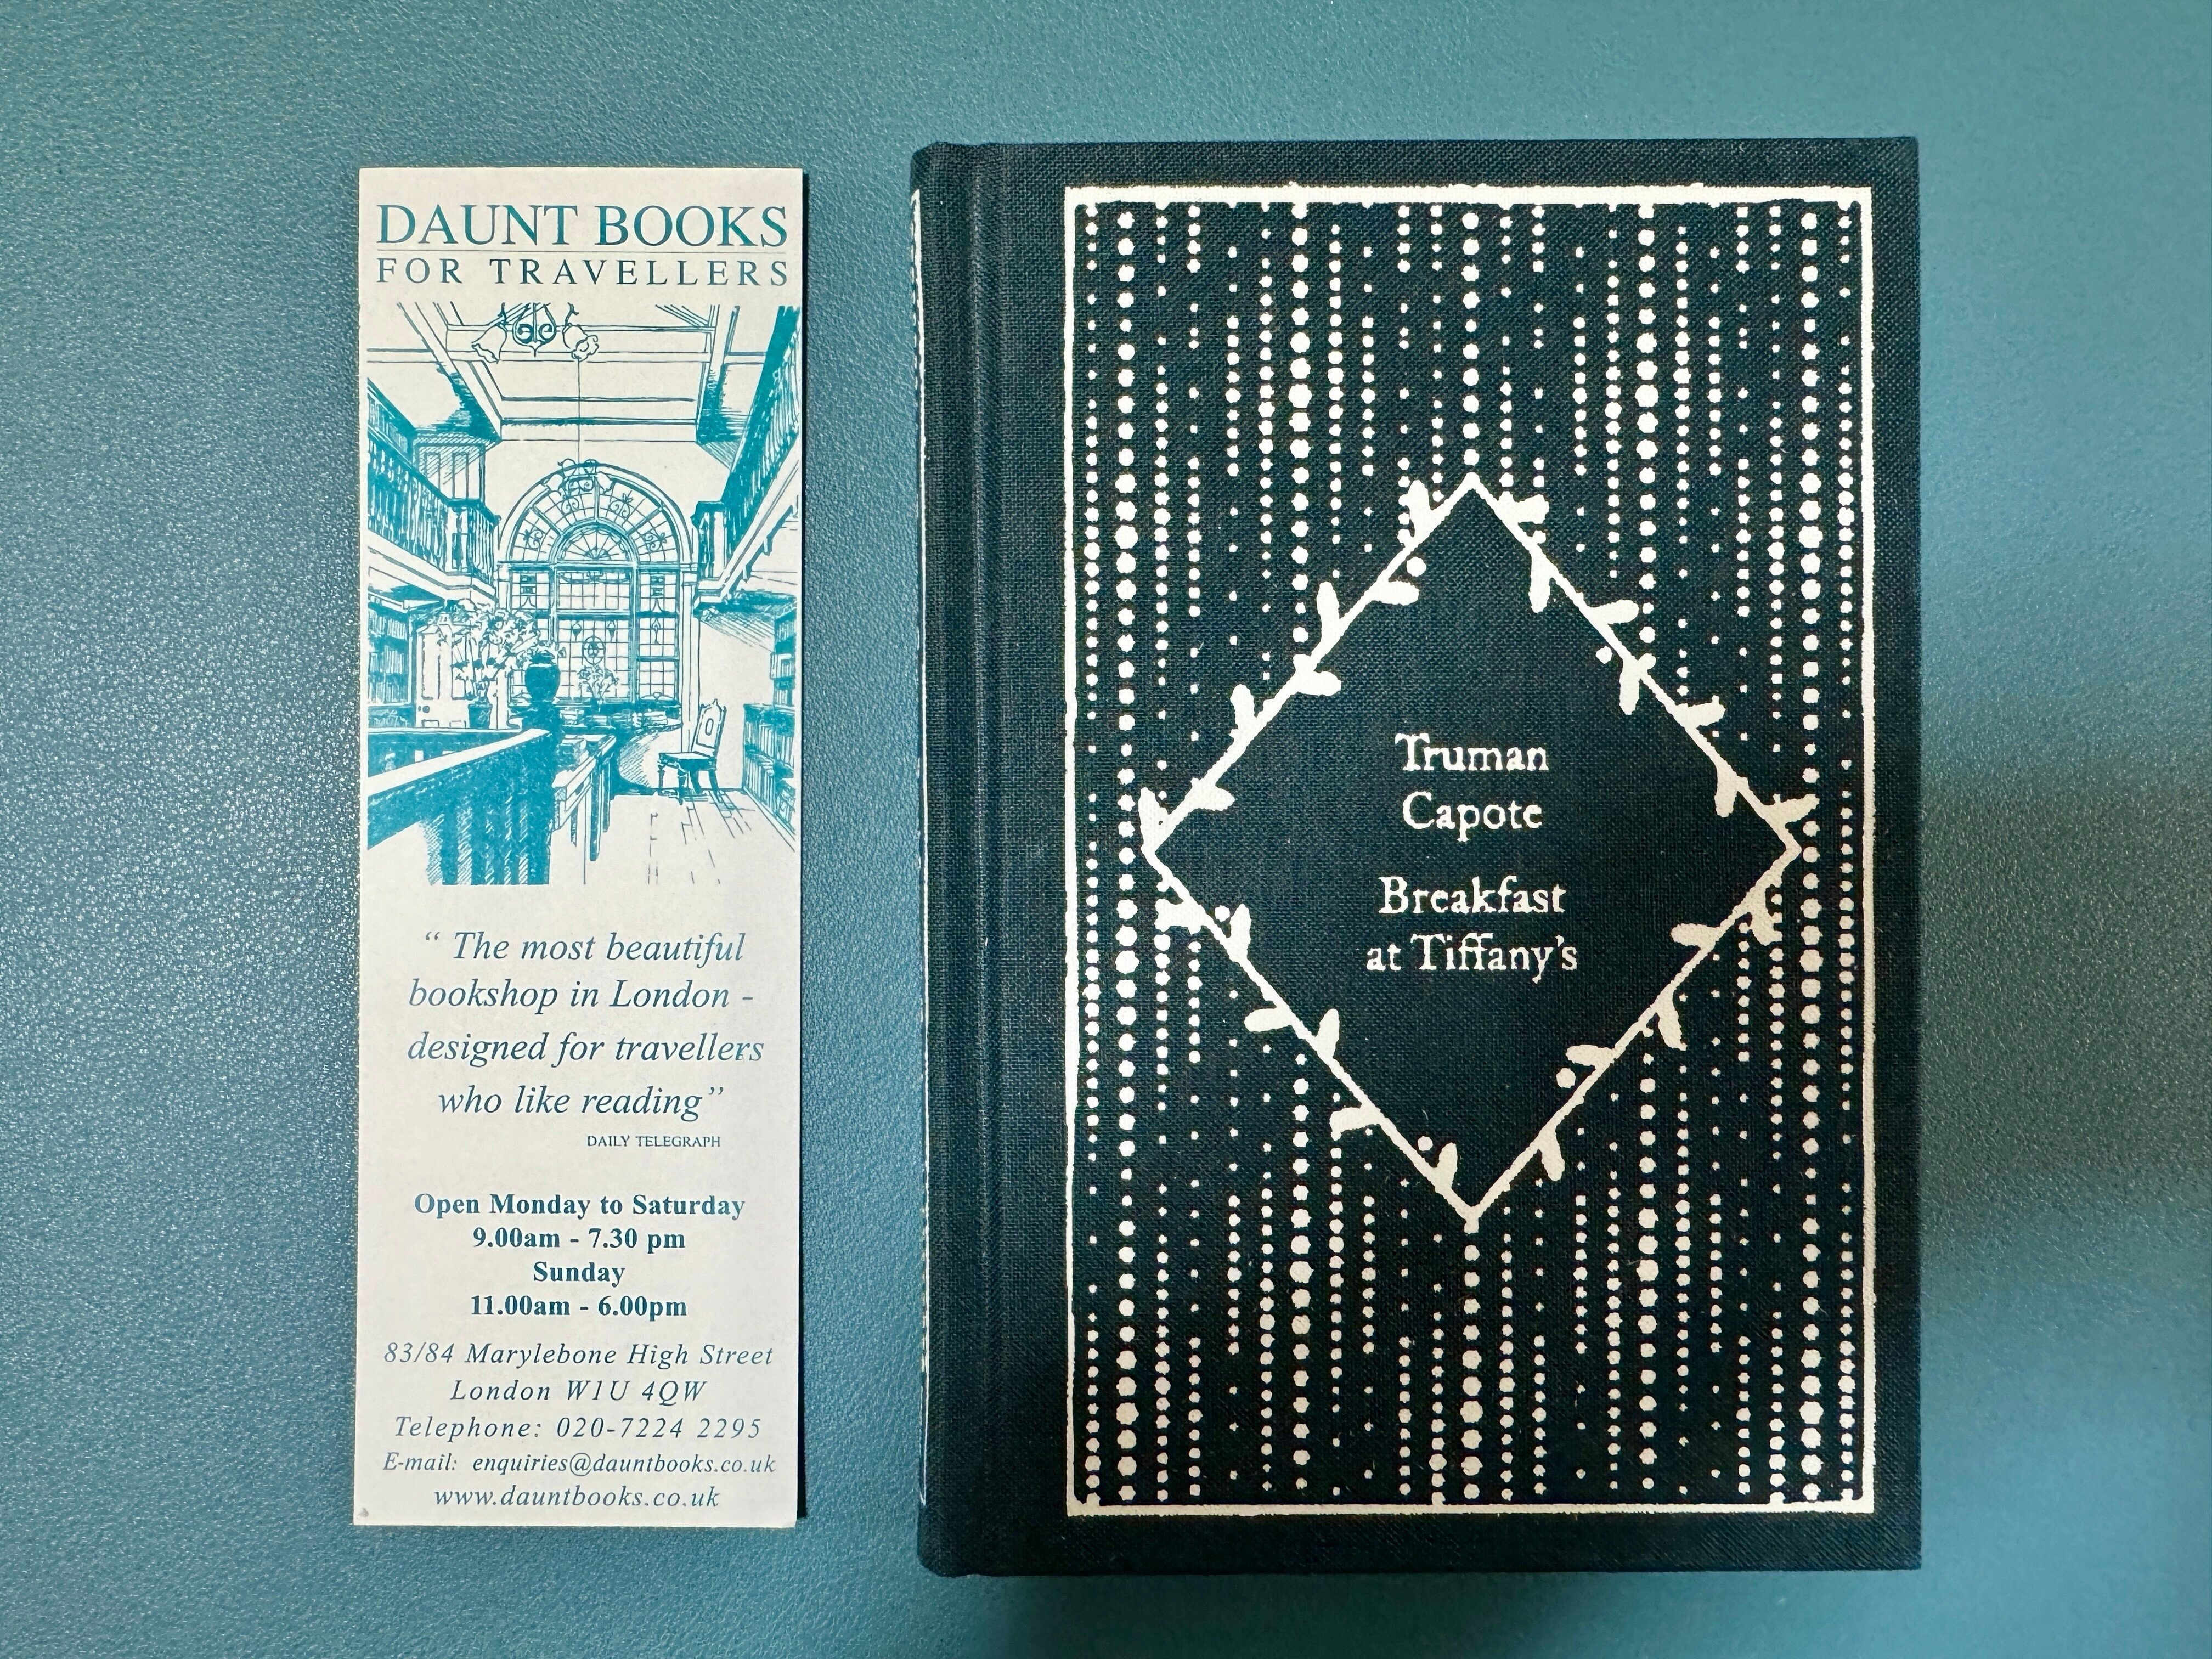 DAUNT BOOKS
FOR TRAVELLERS
“ The most beautiful
bookshop in London -
designed for travellers
who like reading”
DAILY TELEGRAPH
Open Monday to Saturday
9.00am - 7.30 pm
Sunday
11.00am - 6.00pm
83/84 Marylebone High Street
London W1U 4QW
Telephone: 020-7224 2295
E-mail: enquiries@dauntbooks.co.uk
www.dauntbooks.co.uk
Truman
Capote
Breakfast
at Tiffany's